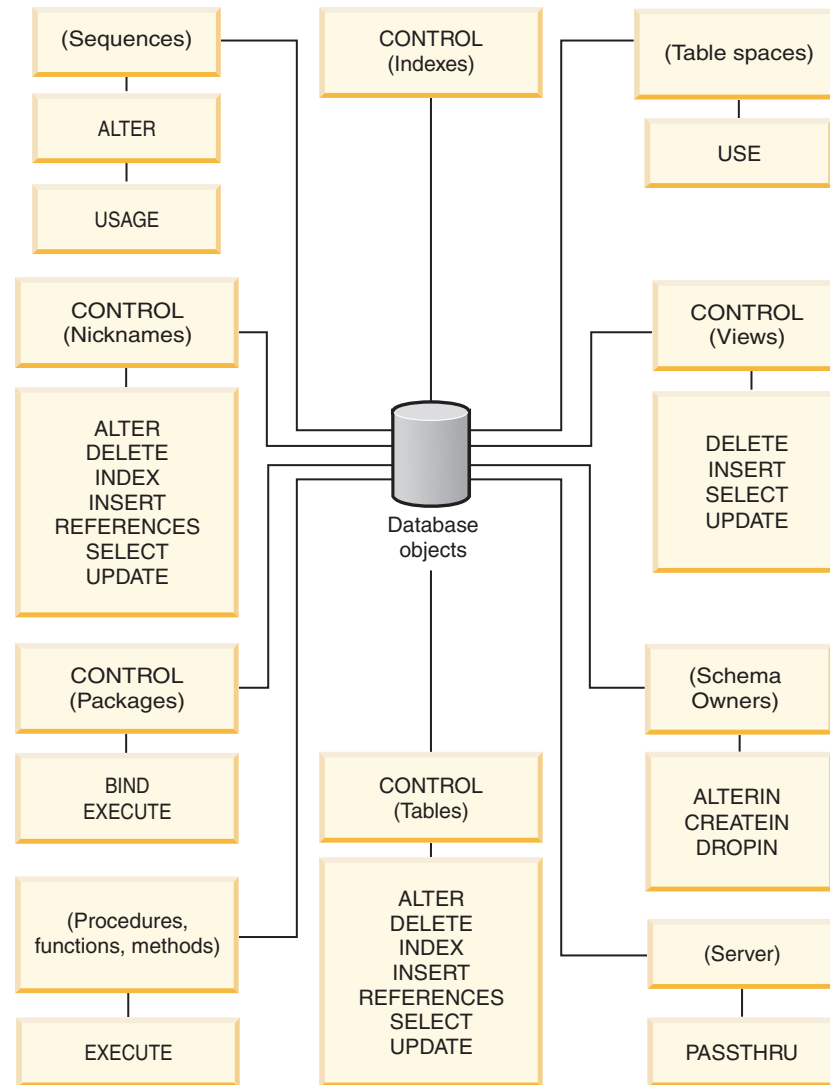 (Sequences)
ALTER
USAGE
CONTROL
(Indexes)
(Table spaces)
USE
CONTROL
(Nicknames)
ALTER
DELETE
INDEX
INSERT
REFERENCES
SELECT
UPDATE
CONTROL
(Views)
DELETE
INSERT
SELECT
UPDATE
Database
objects
CONTROL
(Packages)
BIND
EXECUTE
CONTROL
(Tables)
ALTER
DELETE
INDEX
INSERT
REFERENCES
SELECT
UPDATE
(Schema
Owners)
ALTERIN
CREATEIN
DROPIN
(Procedures,
functions, methods)
EXECUTE
(Server)
PASSTHRU